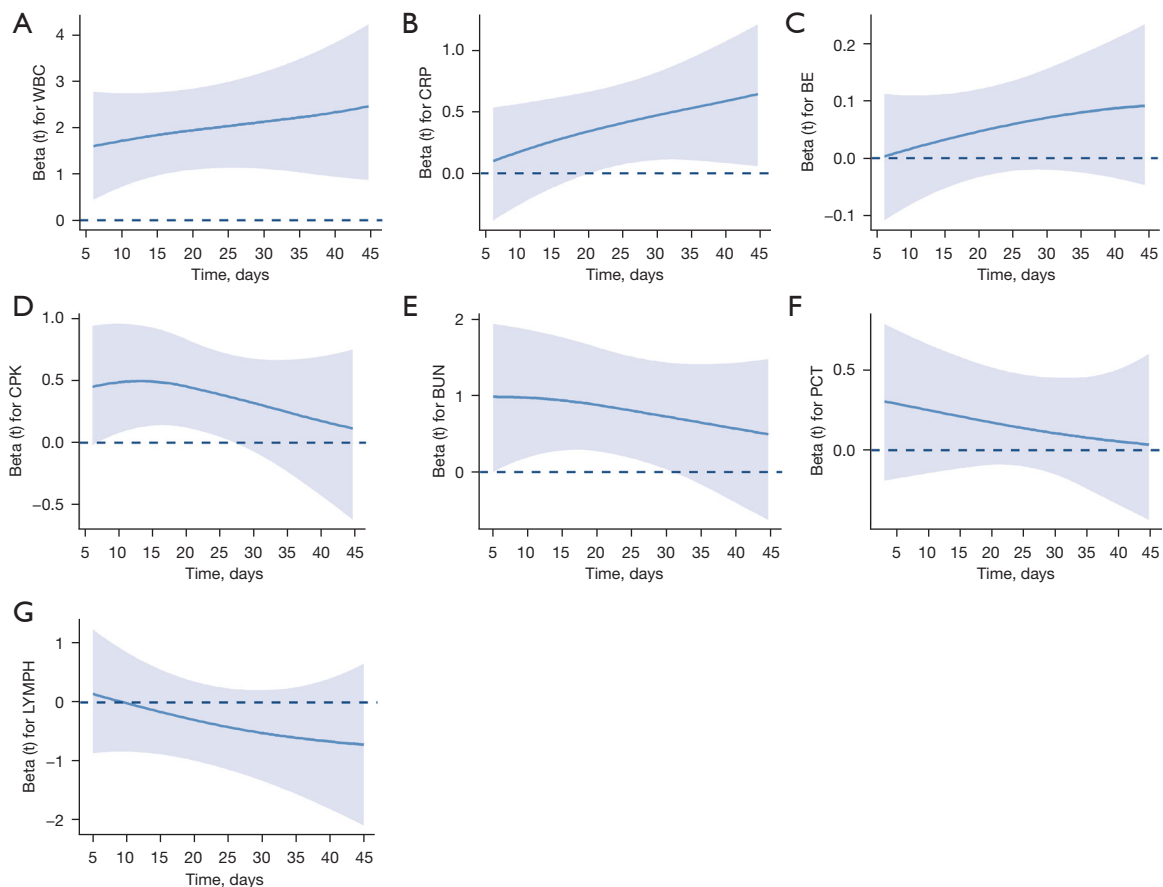 A
Beta (t) for WBC
4
3
2
1
0
5 10 15 20 25 30 35 40 45
Time, days
B
Beta (t) for CRP
1.0
0.5
0.0
5 10 15 20 25 30 35 40 45
Time, days
C
Beta (t) for BE
0.2
0.1
0.0
−0.1
5 10 15 20 25 30 35 40 45
Time, days
D
Beta (t) for CPK
1.0
0.5
0.0
−0.5
5 10 15 20 25 30 35 40 45
Time, days
E
Beta (t) for BUN
2
1
0
5 10 15 20 25 30 35 40 45
Time, days
F
Beta (t) for PCT
0.5
0.0
5 10 15 20 25 30 35 40 45
Time, days
G
Beta (t) for LYMPH
1
0
−1
−2
5 10 15 20 25 30 35 40 45
Time, days